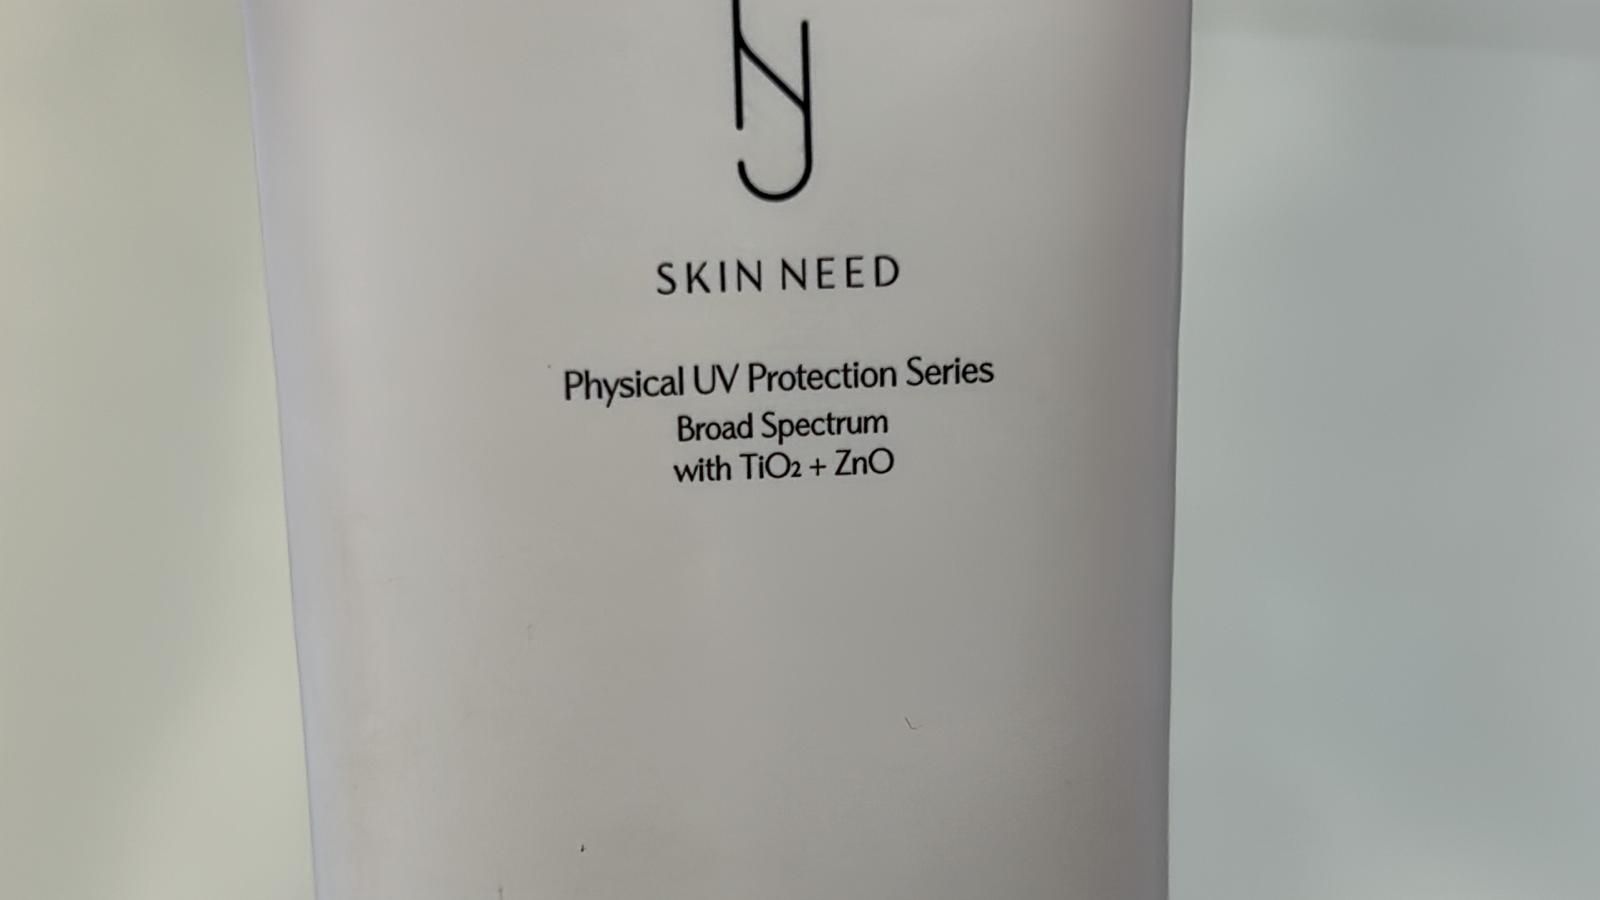 SKIN NEED
Physical UV Protection Series
Broad Spectrum
with TiO₂ + ZnO